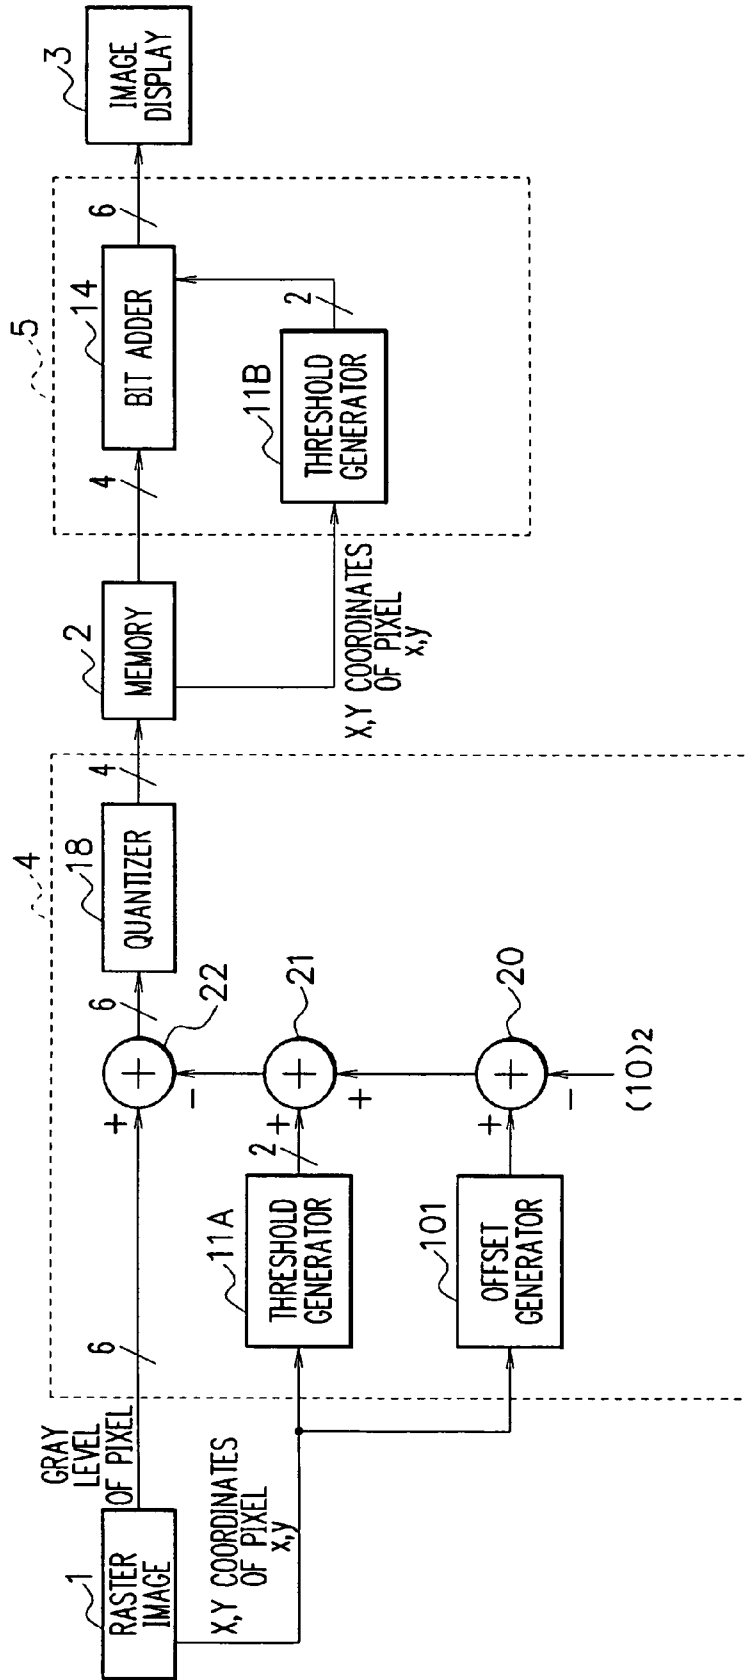 1
RASTER
IMAGE
GRAY
LEVEL
OF PIXEL
X,Y COORDINATES
OF PIXEL
x,y
4
6
11A
THRESHOLD
GENERATOR
2
101
OFFSET
GENERATOR
+
-
(10)2
+
20
+
+
+
21
+
-
+
22
6
18
QUANTIZER
4
2
MEMORY
X,Y COORDINATES
OF PIXEL
x,y
5
4
14
BIT ADDER
11B
THRESHOLD
GENERATOR
2
6
3
IMAGE
DISPLAY